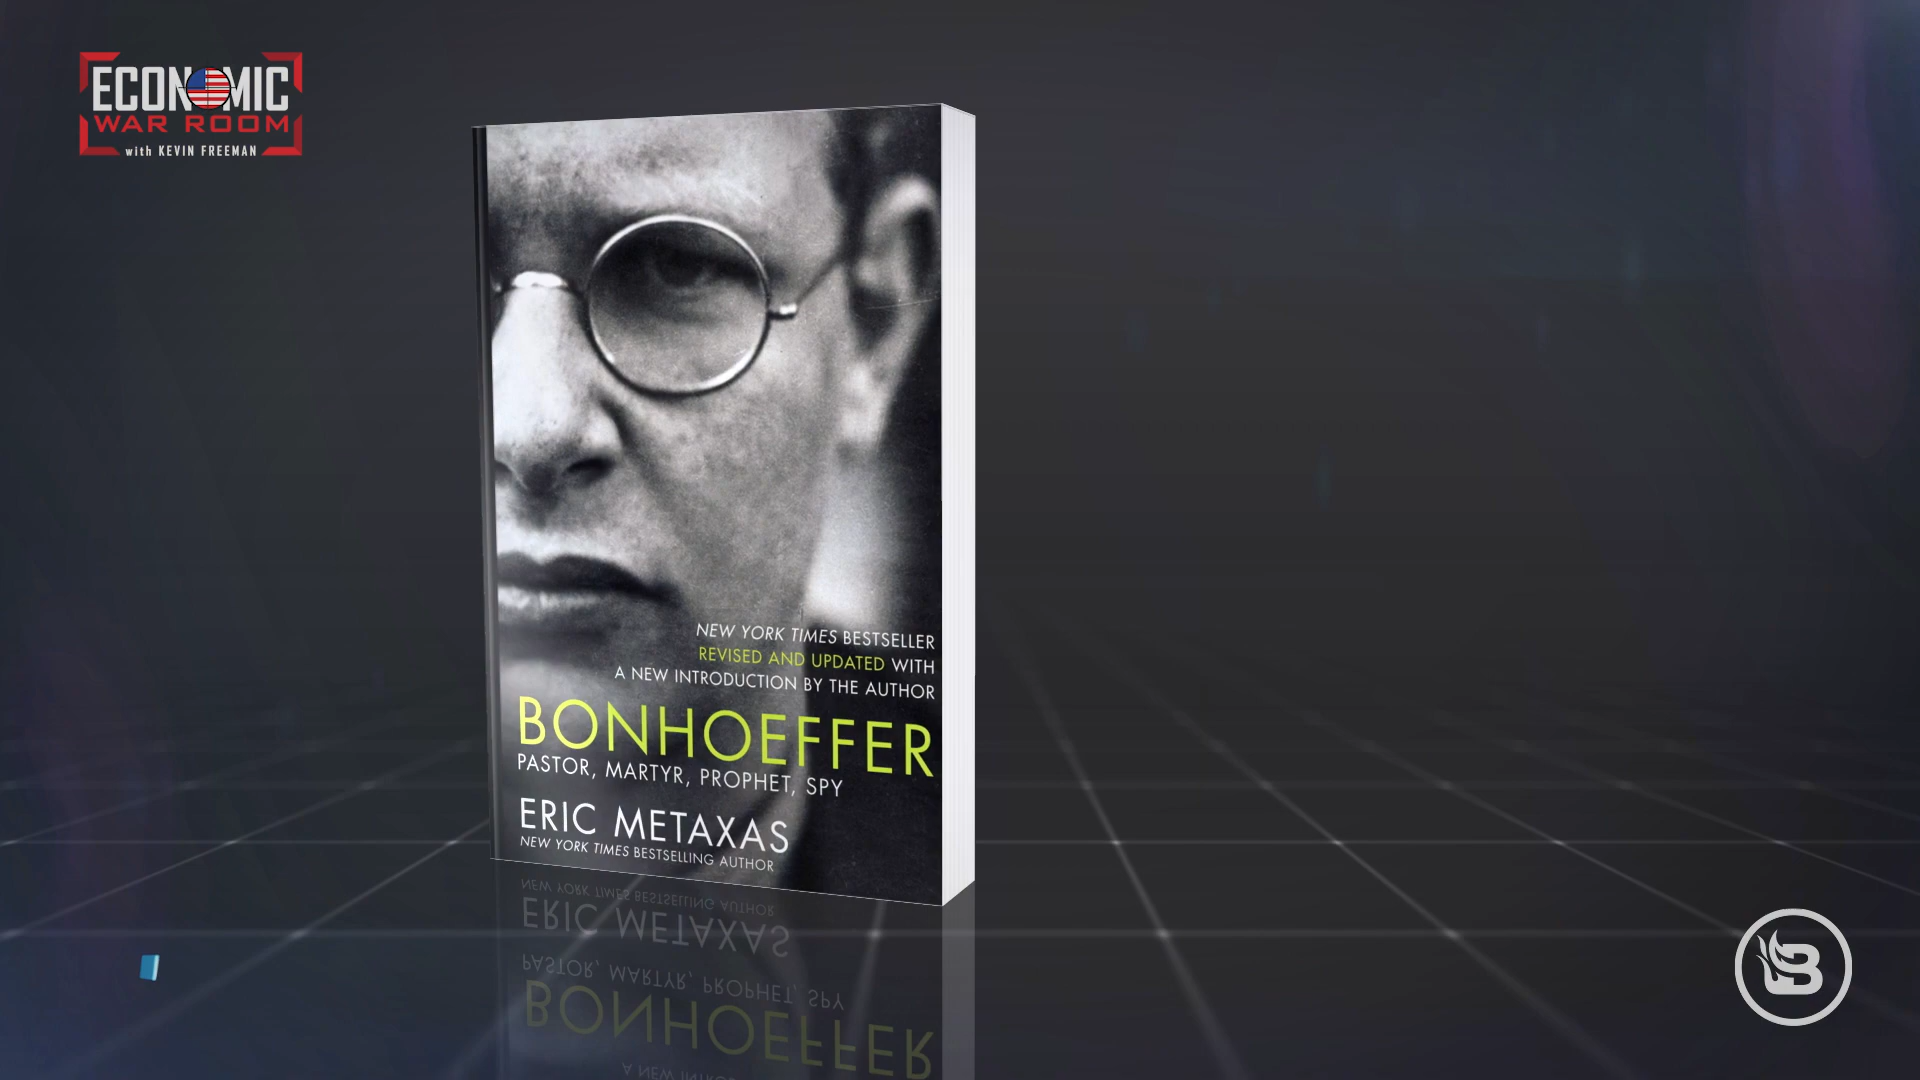 ECONOMIC
WAR ROOM
with KEVIN FREEMAN
NEW YORK TIMES BESTSELLER
REVISED AND UPDATED WITH
A NEW INTRODUCTION BY THE AUTHOR
BONHOEFFER
PASTOR, MARTYR, PROPHET, SPY
ERIC METAXAS
NEW YORK TIMES BESTSELLING AUTHOR
B